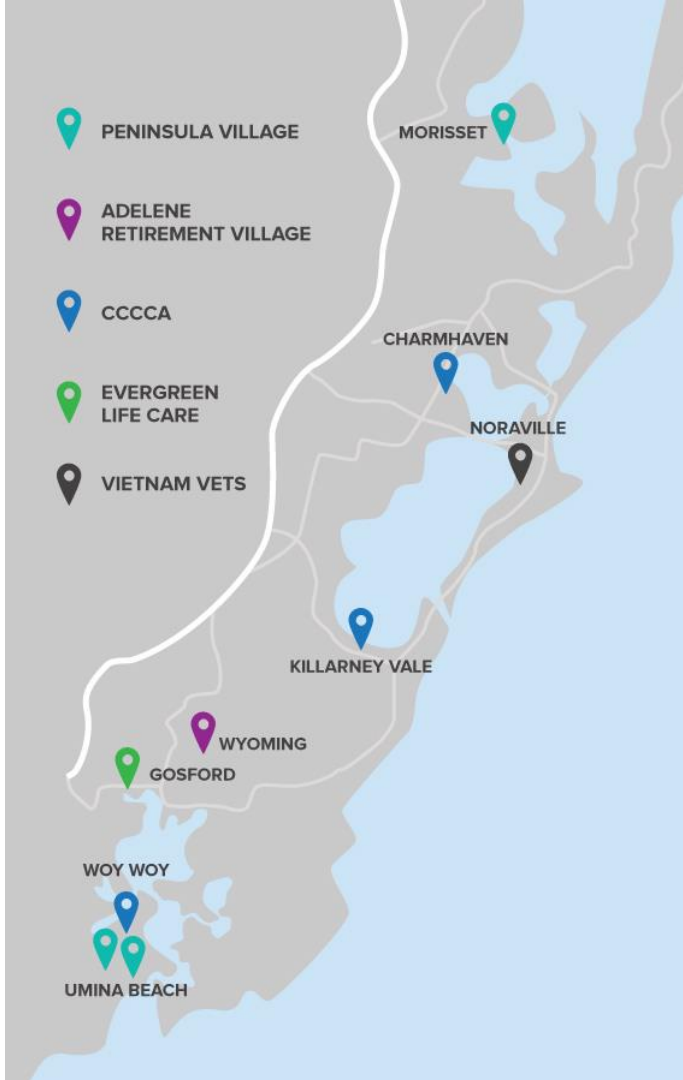 PENINSULA VILLAGE
ADELENE
RETIREMENT VILLAGE
CCCCA
EVERGREEN
LIFE CARE
VIETNAM VETS
MORISSET
CHARMHAVEN
NORAVILLE
KILLARNEY VALE
WYOMING
GOSFORD
WOY WOY
UMINA BEACH